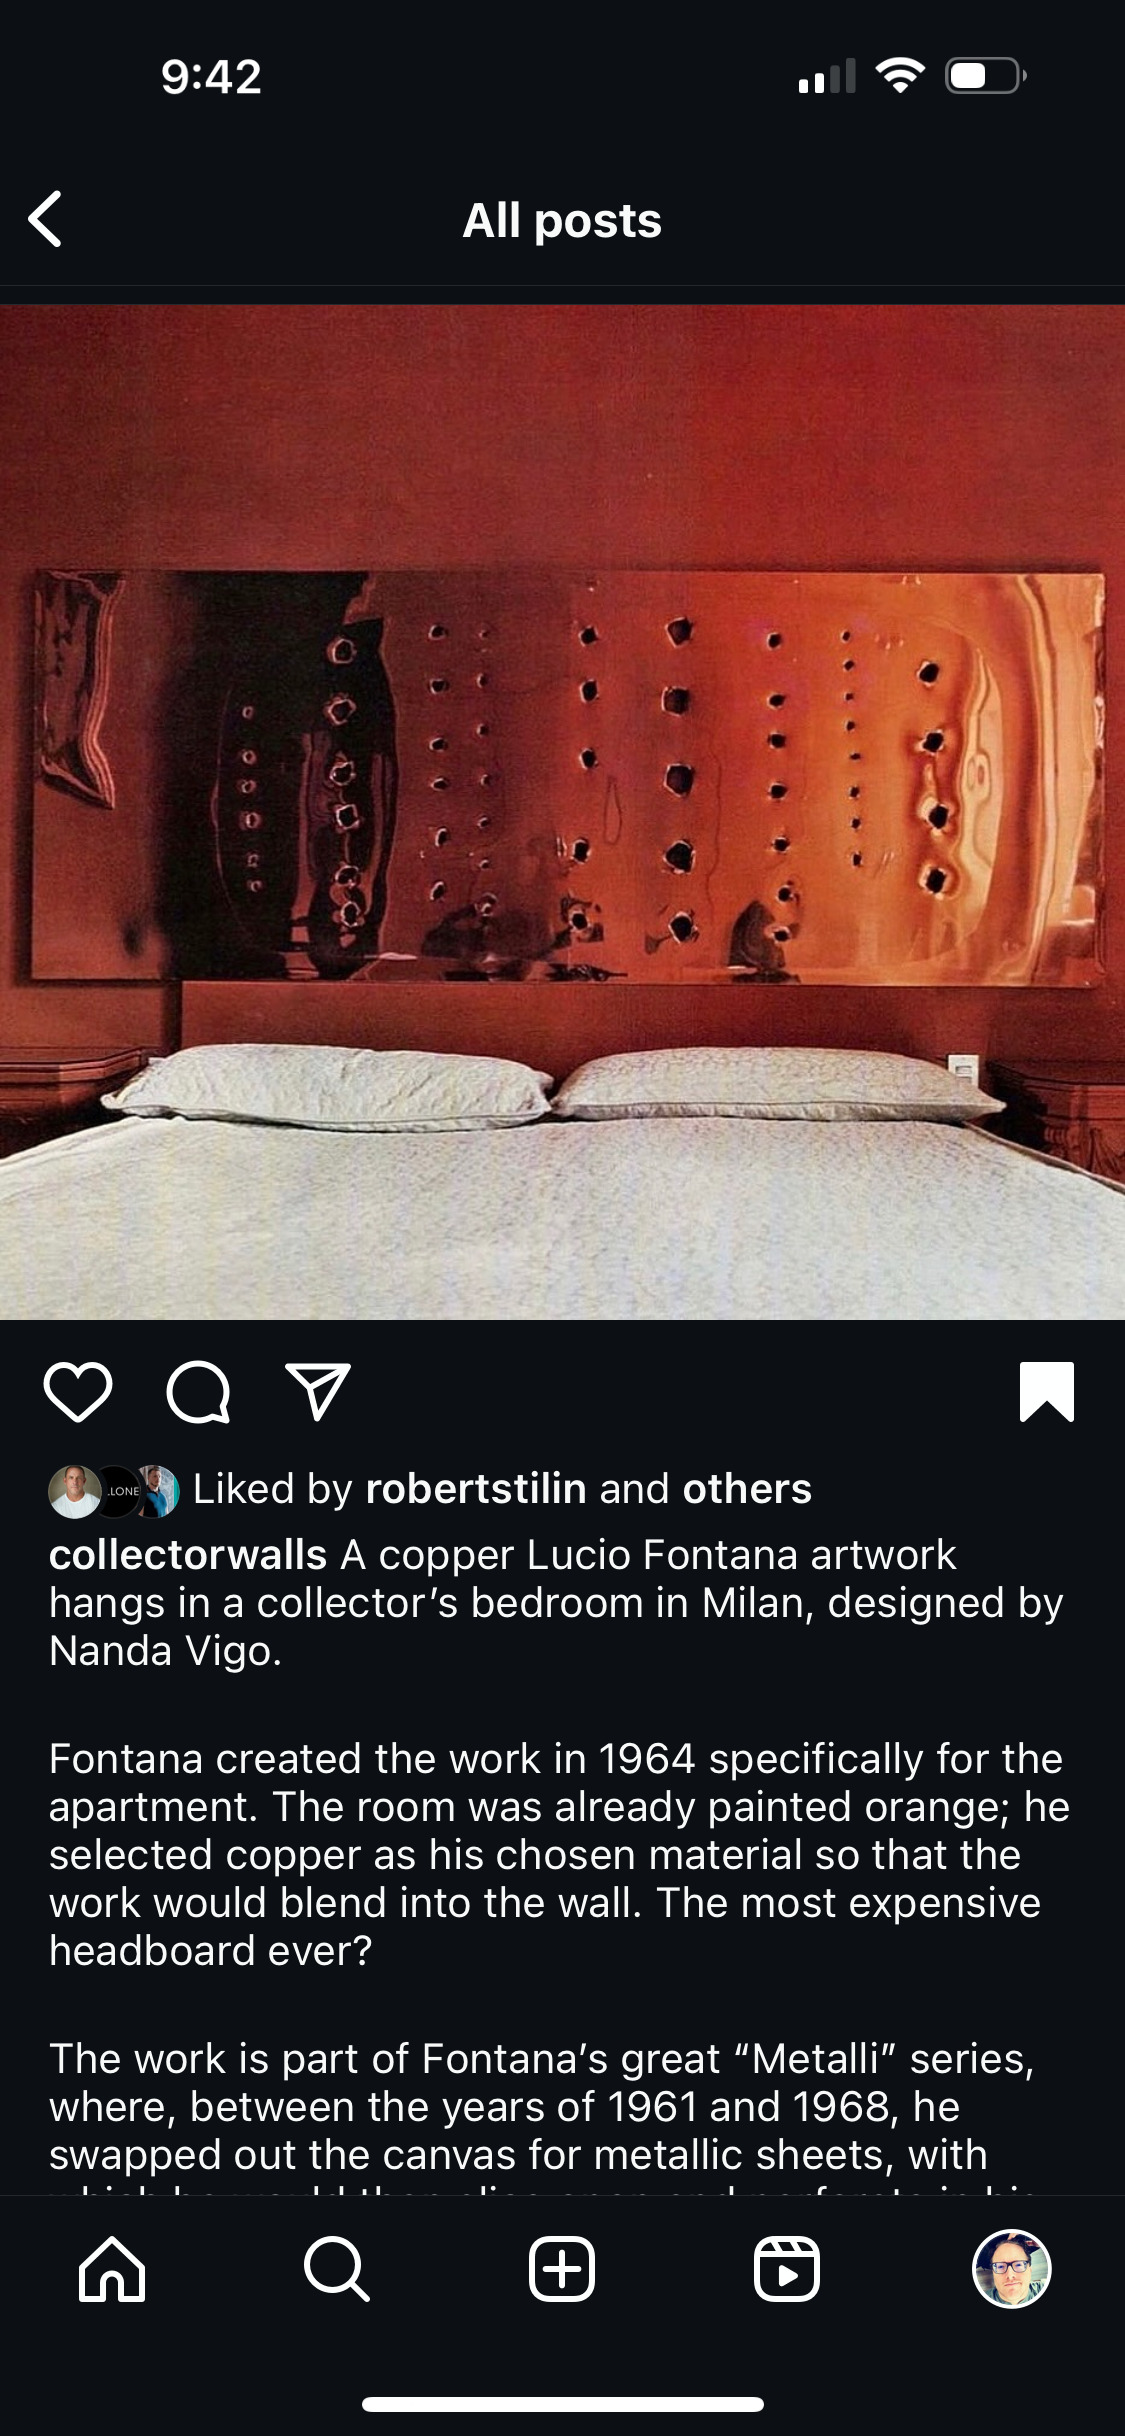 9:42
All posts
Liked by robertstilin and others
collectorwalls A copper Lucio Fontana artwork
hangs in a collector’s bedroom in Milan, designed by
Nanda Vigo.
Fontana created the work in 1964 specifically for the
apartment. The room was already painted orange; he
selected copper as his chosen material so that the
work would blend into the wall. The most expensive
headboard ever?
The work is part of Fontana’s great “Metalli” series,
where, between the years of 1961 and 1968, he
swapped out the canvas for metallic sheets, with